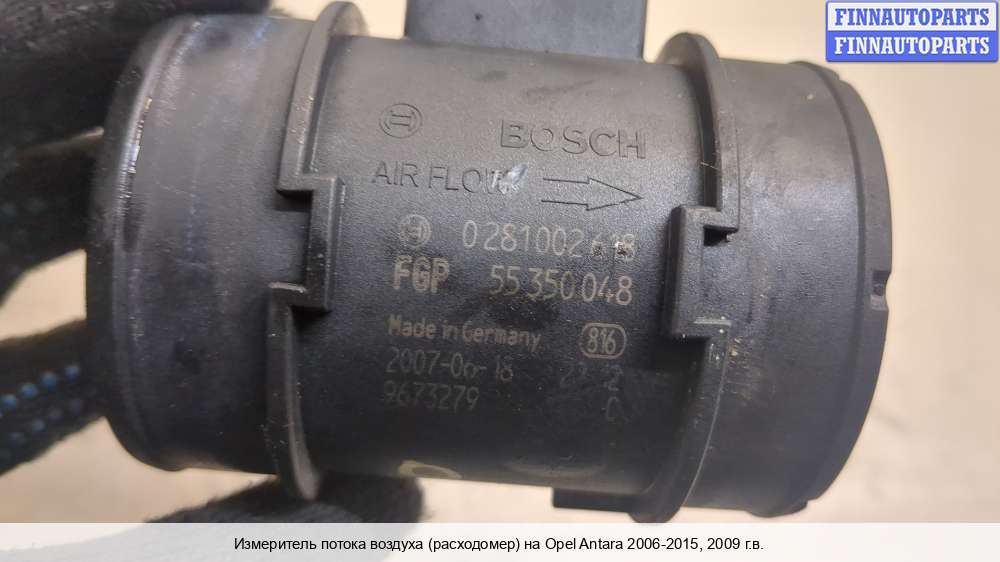 FINNAUTOPARTS
FINNAUTOPARTS
BOSCH
AIR FLOW
0281002618
FGP 55350048
Made in Germany 816
9673279
C
Измеритель потока воздуха (расходомер) на Opel Antara 2006-2015, 2009 г.в.